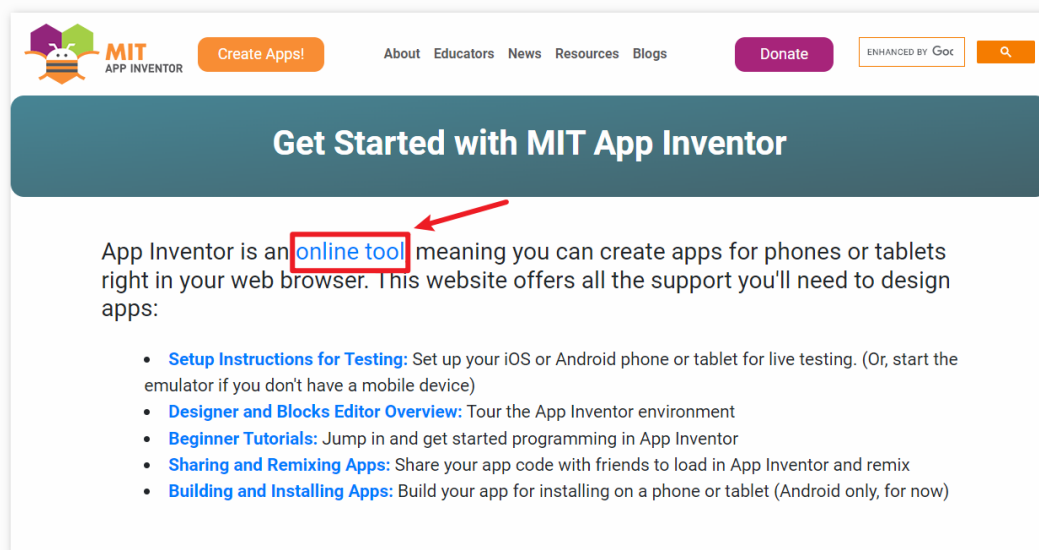 MIT
APP INVENTOR
Create Apps!
About Educators News Resources Blogs
Donate
ENHANCED BY
Get Started with MIT App Inventor
App Inventor is an online tool meaning you can create apps for phones or tablets
right in your web browser. This website offers all the support you'll need to design
apps:
• Setup Instructions for Testing: Set up your iOS or Android phone or tablet for live testing. (Or, start the
emulator if you don't have a mobile device)
• Designer and Blocks Editor Overview: Tour the App Inventor environment
• Beginner Tutorials: Jump in and get started programming in App Inventor
• Sharing and Remixing Apps: Share your app code with friends to load in App Inventor and remix
• Building and Installing Apps: Build your app for installing on a phone or tablet (Android only, for now)